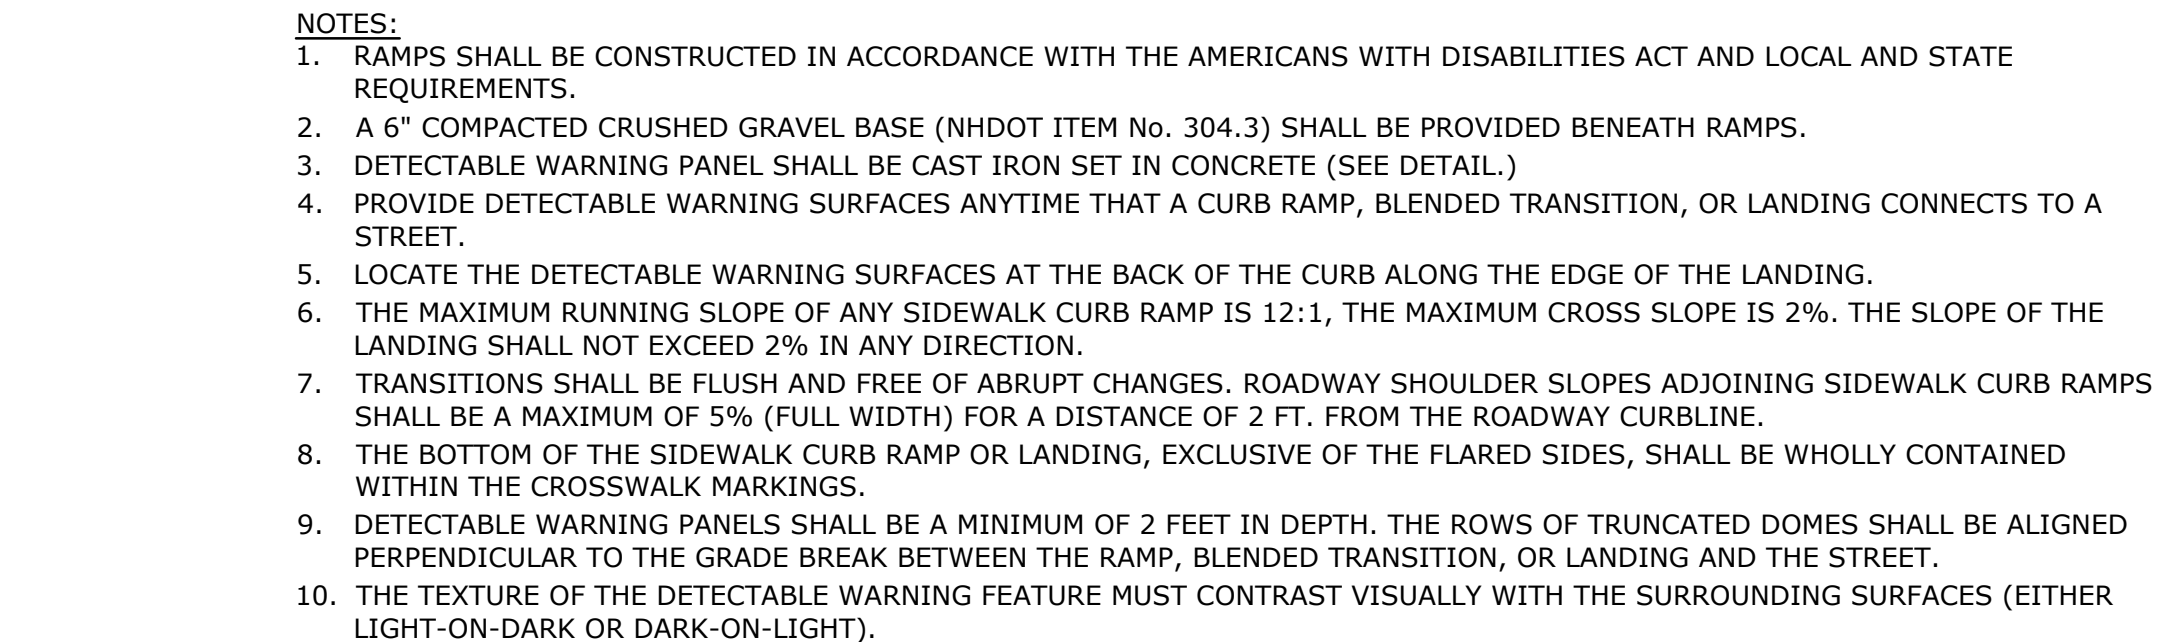 NOTES:
1. RAMPS SHALL BE CONSTRUCTED IN ACCORDANCE WITH THE AMERICANS WITH DISABILITIES ACT AND LOCAL AND STATE
REQUIREMENTS.
2. A 6" COMPACTED CRUSHED GRAVEL BASE (NHDOT ITEM No. 304.3) SHALL BE PROVIDED BENEATH RAMPS.
3. DETECTABLE WARNING PANEL SHALL BE CAST IRON SET IN CONCRETE (SEE DETAIL.)
4. PROVIDE DETECTABLE WARNING SURFACES ANYTIME THAT A CURB RAMP, BLENDED TRANSITION, OR LANDING CONNECTS TO A
STREET.
5. LOCATE THE DETECTABLE WARNING SURFACES AT THE BACK OF THE CURB ALONG THE EDGE OF THE LANDING.
6. THE MAXIMUM RUNNING SLOPE OF ANY SIDEWALK CURB RAMP IS 12:1, THE MAXIMUM CROSS SLOPE IS 2%. THE SLOPE OF THE
LANDING SHALL NOT EXCEED 2% IN ANY DIRECTION.
7. TRANSITIONS SHALL BE FLUSH AND FREE OF ABRUPT CHANGES. ROADWAY SHOULDER SLOPES ADJOINING SIDEWALK CURB RAMPS
SHALL BE A MAXIMUM OF 5% (FULL WIDTH) FOR A DISTANCE OF 2 FT. FROM THE ROADWAY CURBLINE.
8. THE BOTTOM OF THE SIDEWALK CURB RAMP OR LANDING, EXCLUSIVE OF THE FLARED SIDES, SHALL BE WHOLLY CONTAINED
WITHIN THE CROSSWALK MARKINGS.
9. DETECTABLE WARNING PANELS SHALL BE A MINIMUM OF 2 FEET IN DEPTH. THE ROWS OF TRUNCATED DOMES SHALL BE ALIGNED
PERPENDICULAR TO THE GRADE BREAK BETWEEN THE RAMP, BLENDED TRANSITION, OR LANDING AND THE STREET.
10. THE TEXTURE OF THE DETECTABLE WARNING FEATURE MUST CONTRAST VISUALLY WITH THE SURROUNDING SURFACES (EITHER
LIGHT-ON-DARK OR DARK-ON-LIGHT).